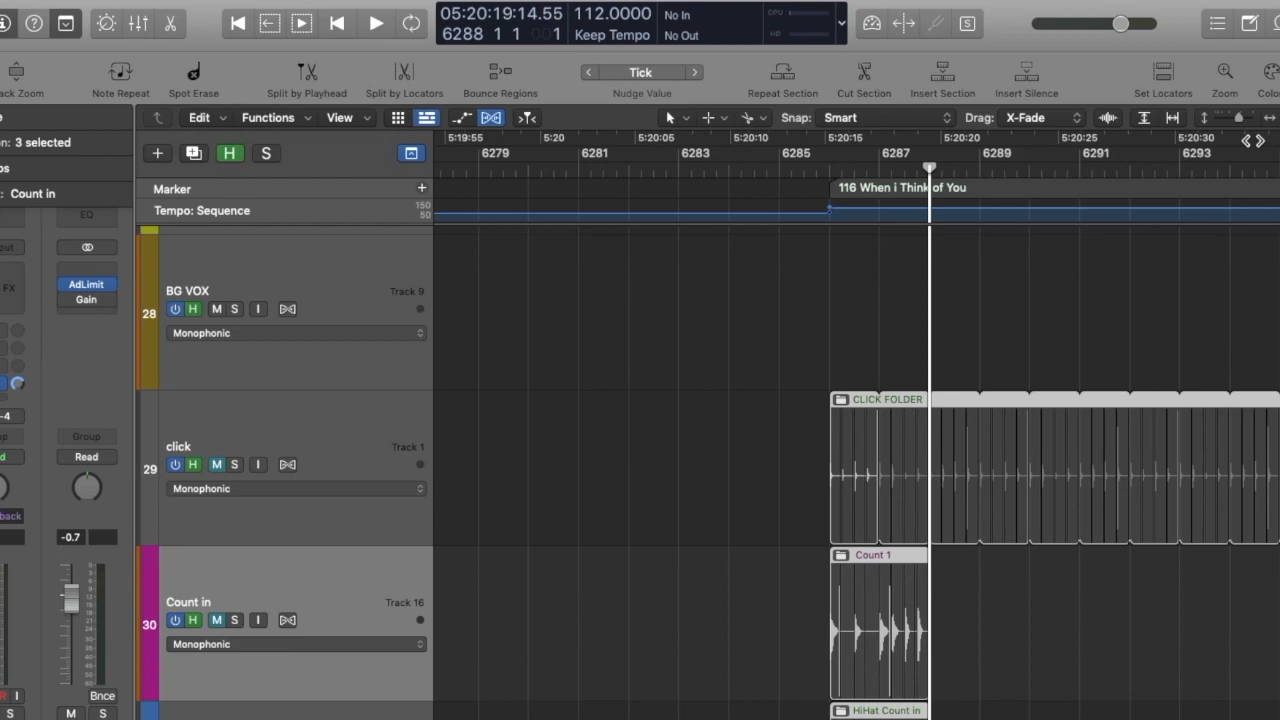 05:20:19:14.55 112.0000 No In CPU
6288 1 1 001 Keep Tempo No Out HD
ack Zoom Note Repeat Spot Erase Split by Playhead Split by Locators Bounce Regions Tick Nudge Value Repeat Section Cut Section Insert Section Insert Silence Set Locators Zoom Colo
Edit Functions View Snap: Smart Drag: X-Fade
n: 3 selected
5:19:55 5:20 5:20:05 5:20:10 5:20:15 5:20:20 5:20:25 5:20:30
H S 6279 6281 6283 6285 6287 6289 6291 6293
ps
: Count in
Marker + 116 When i Think of You
Tempo: Sequence 150 50
EQ
out
FX
AdLimit
Gain
28 BG VOX Track 9
H M S I
Monophonic
-4
Group
Read
back
-0.7
29 click Track 1
H M S I
Monophonic
CLICK FOLDER
30 Count in Track 16
H M S I
Monophonic
Count 1
R I Bnce
S M S
HiHat Count in